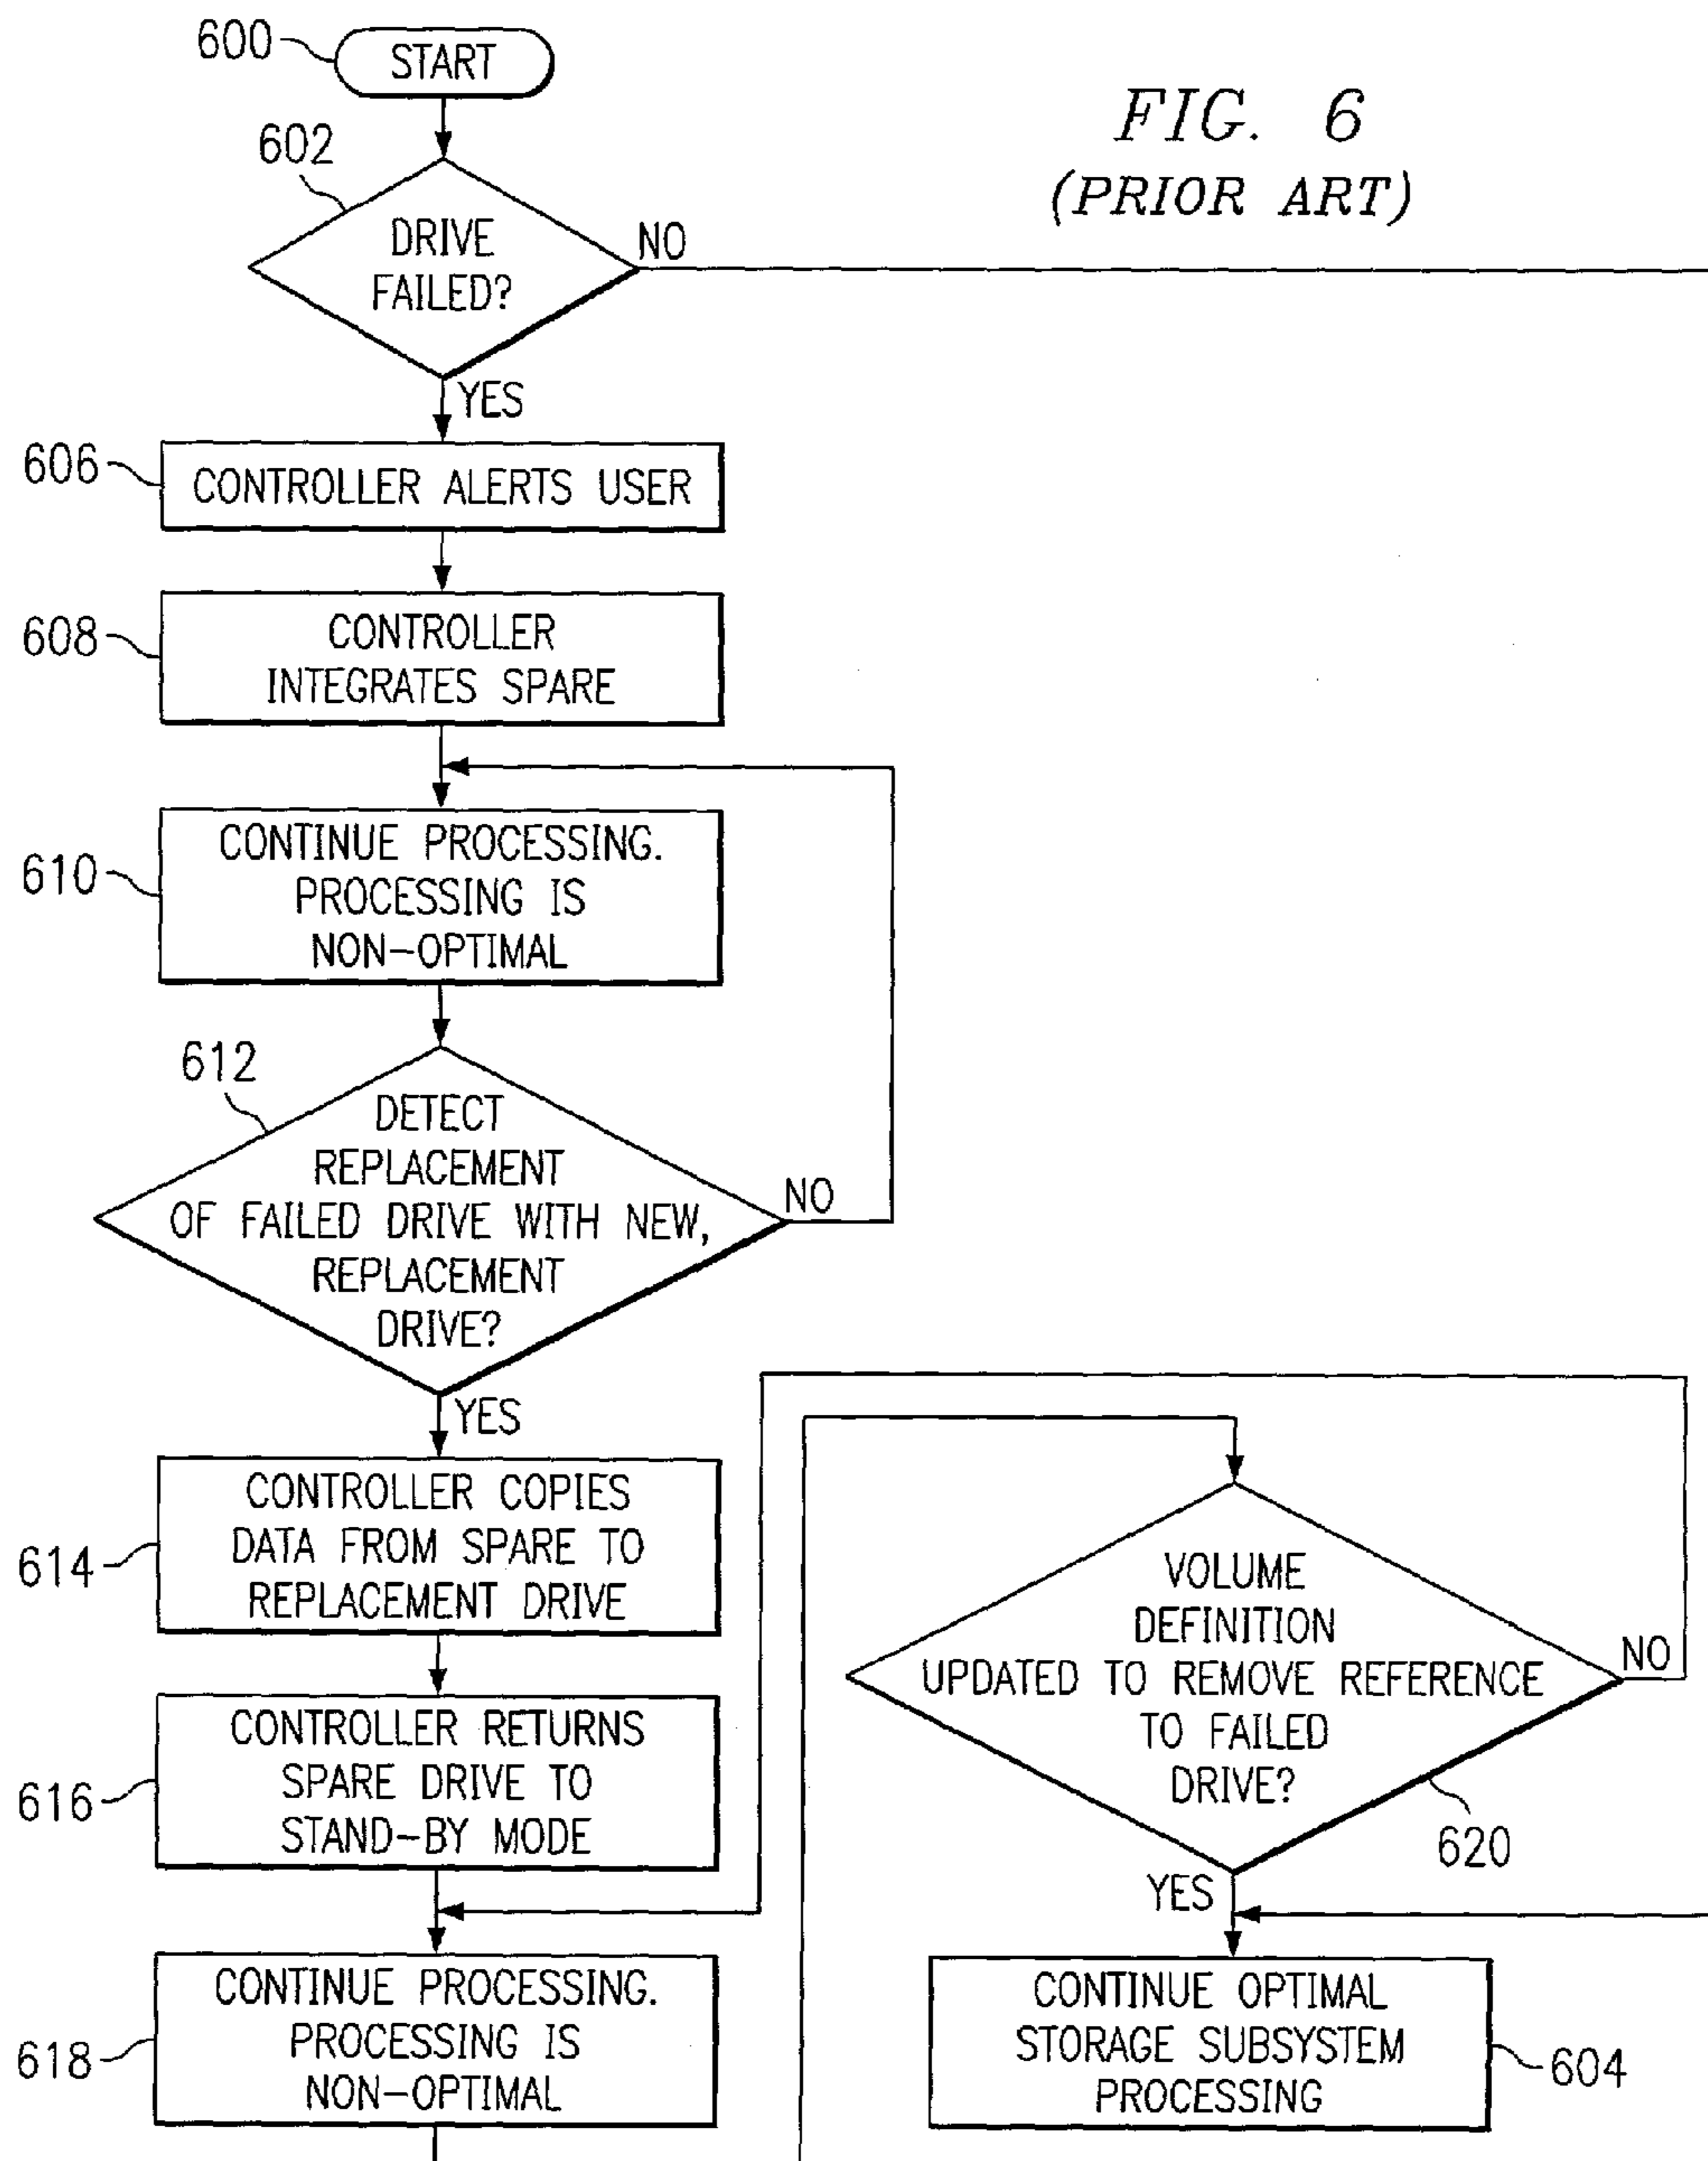 600
START
FIG. 6
(PRIOR ART)
602
DRIVE
FAILED?
NO
YES
606
CONTROLLER ALERTS USER
608
CONTROLLER
INTEGRATES SPARE
610
CONTINUE PROCESSING.
PROCESSING IS
NON-OPTIMAL
612
DETECT
REPLACEMENT
OF FAILED DRIVE WITH NEW,
REPLACEMENT
DRIVE?
NO
YES
614
CONTROLLER COPIES
DATA FROM SPARE TO
REPLACEMENT DRIVE
616
CONTROLLER RETURNS
SPARE DRIVE TO
STAND-BY MODE
618
CONTINUE PROCESSING.
PROCESSING IS
NON-OPTIMAL
VOLUME
DEFINITION
UPDATED TO REMOVE REFERENCE
TO FAILED
DRIVE?
NO
620
YES
CONTINUE OPTIMAL
STORAGE SUBSYSTEM
PROCESSING
604